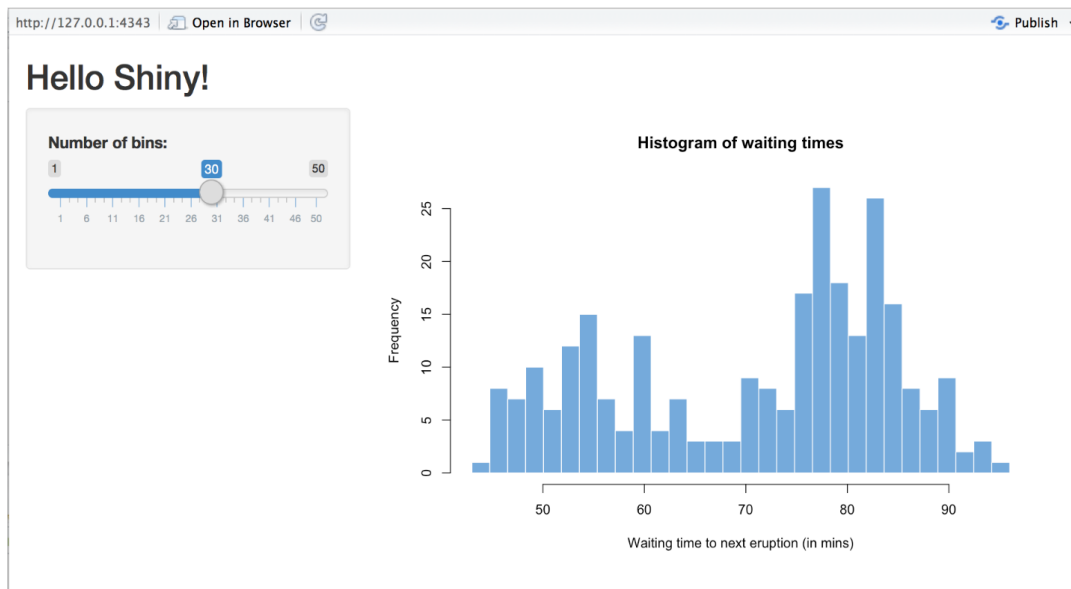 http://127.0.0.1:4343 Open in Browser Publish
Hello Shiny!
Number of bins:
1 30 50
1 6 11 16 21 26 31 36 41 46 50
Histogram of waiting times
Frequency
25
20
15
10
5
0
50 60 70 80 90
Waiting time to next eruption (in mins)